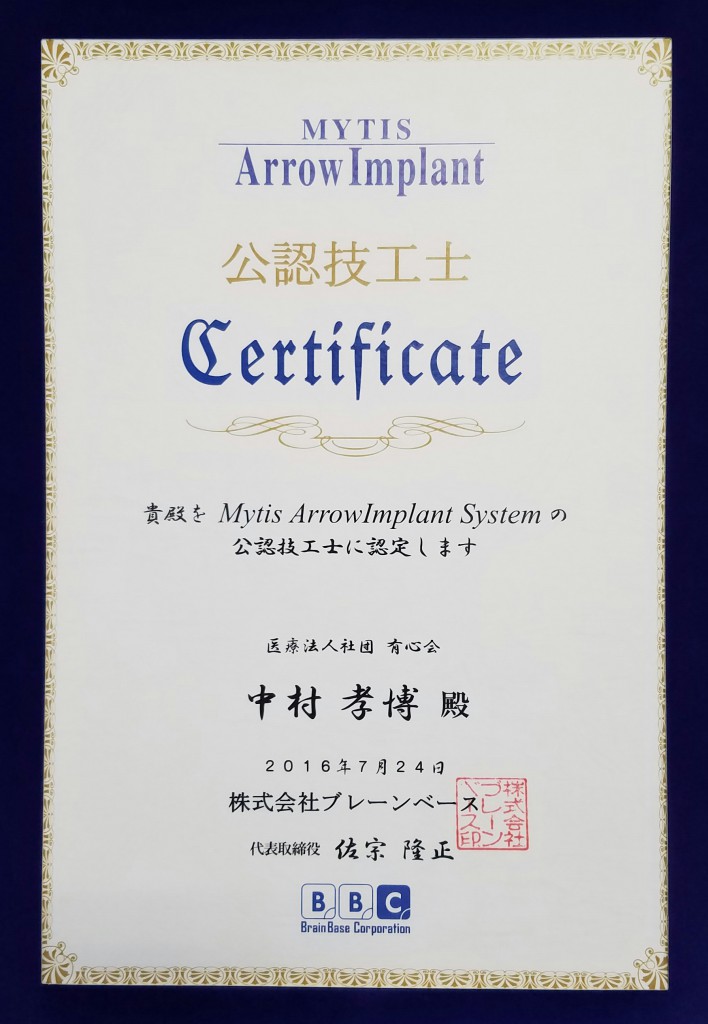 MYTIS
ArrowImplant
公認技工士
Certificate
貴殿を Mytis ArrowImplant System の
公認技工士に認定します
医療法人社団 有心会
中村 孝博 殿
2016年7月24日
株式会社ブレーンベース
株式会社ブレーンベース印
代表取締役 佐宗 隆正
BBC
BrainBase Corporation